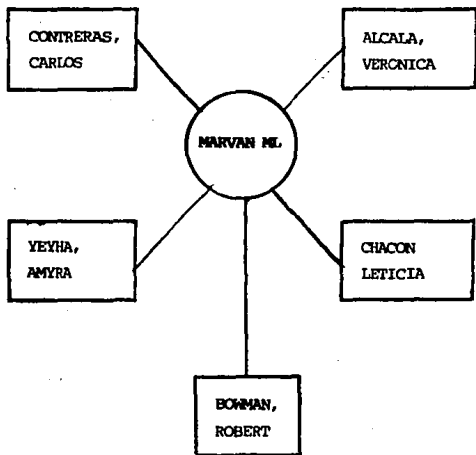 CONTRERAS,
CARLOS
ALCALA,
VERONICA
MARVAN ML
YEYHA,
AMYRA
CHACON
LETICIA
BOWMAN,
ROBERT